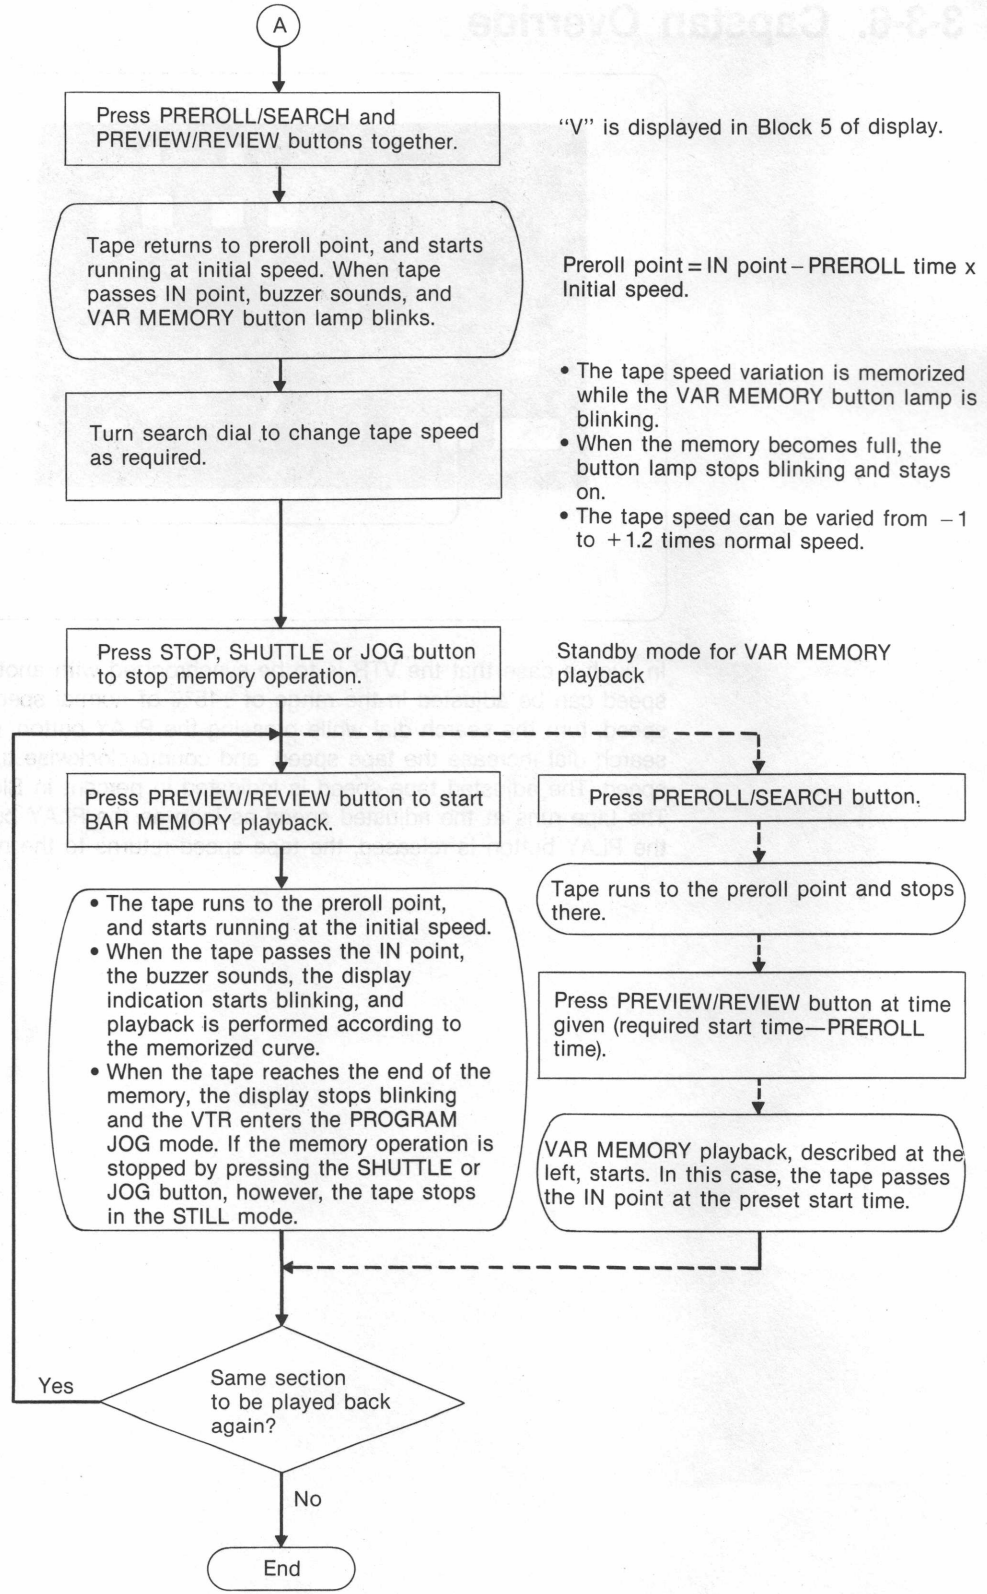 A
Press PREROLL/SEARCH and
PREVIEW/REVIEW buttons together.
"V" is displayed in Block 5 of display.
Tape returns to preroll point, and starts
running at initial speed. When tape
passes IN point, buzzer sounds, and
VAR MEMORY button lamp blinks.
Preroll point = IN point – PREROLL time x
Initial speed.
Turn search dial to change tape speed
as required.
• The tape speed variation is memorized
while the VAR MEMORY button lamp is
blinking.
• When the memory becomes full, the
button lamp stops blinking and stays
on.
• The tape speed can be varied from –1
to +1.2 times normal speed.
Press STOP, SHUTTLE or JOG button
to stop memory operation.
Standby mode for VAR MEMORY
playback
Press PREVIEW/REVIEW button to start
BAR MEMORY playback.
• The tape runs to the preroll point,
and starts running at the initial speed.
• When the tape passes the IN point,
the buzzer sounds, the display
indication starts blinking, and
playback is performed according to
the memorized curve.
• When the tape reaches the end of the
memory, the display stops blinking
and the VTR enters the PROGRAM
JOG mode. If the memory operation is
stopped by pressing the SHUTTLE or
JOG button, however, the tape stops
in the STILL mode.
Press PREROLL/SEARCH button.
Tape runs to the preroll point and stops
there.
Press PREVIEW/REVIEW button at time
given (required start time—PREROLL
time).
VAR MEMORY playback, described at the
left, starts. In this case, the tape passes
the IN point at the preset start time.
Same section
to be played back
again?
Yes
No
End
3-3-6. Capstan Override